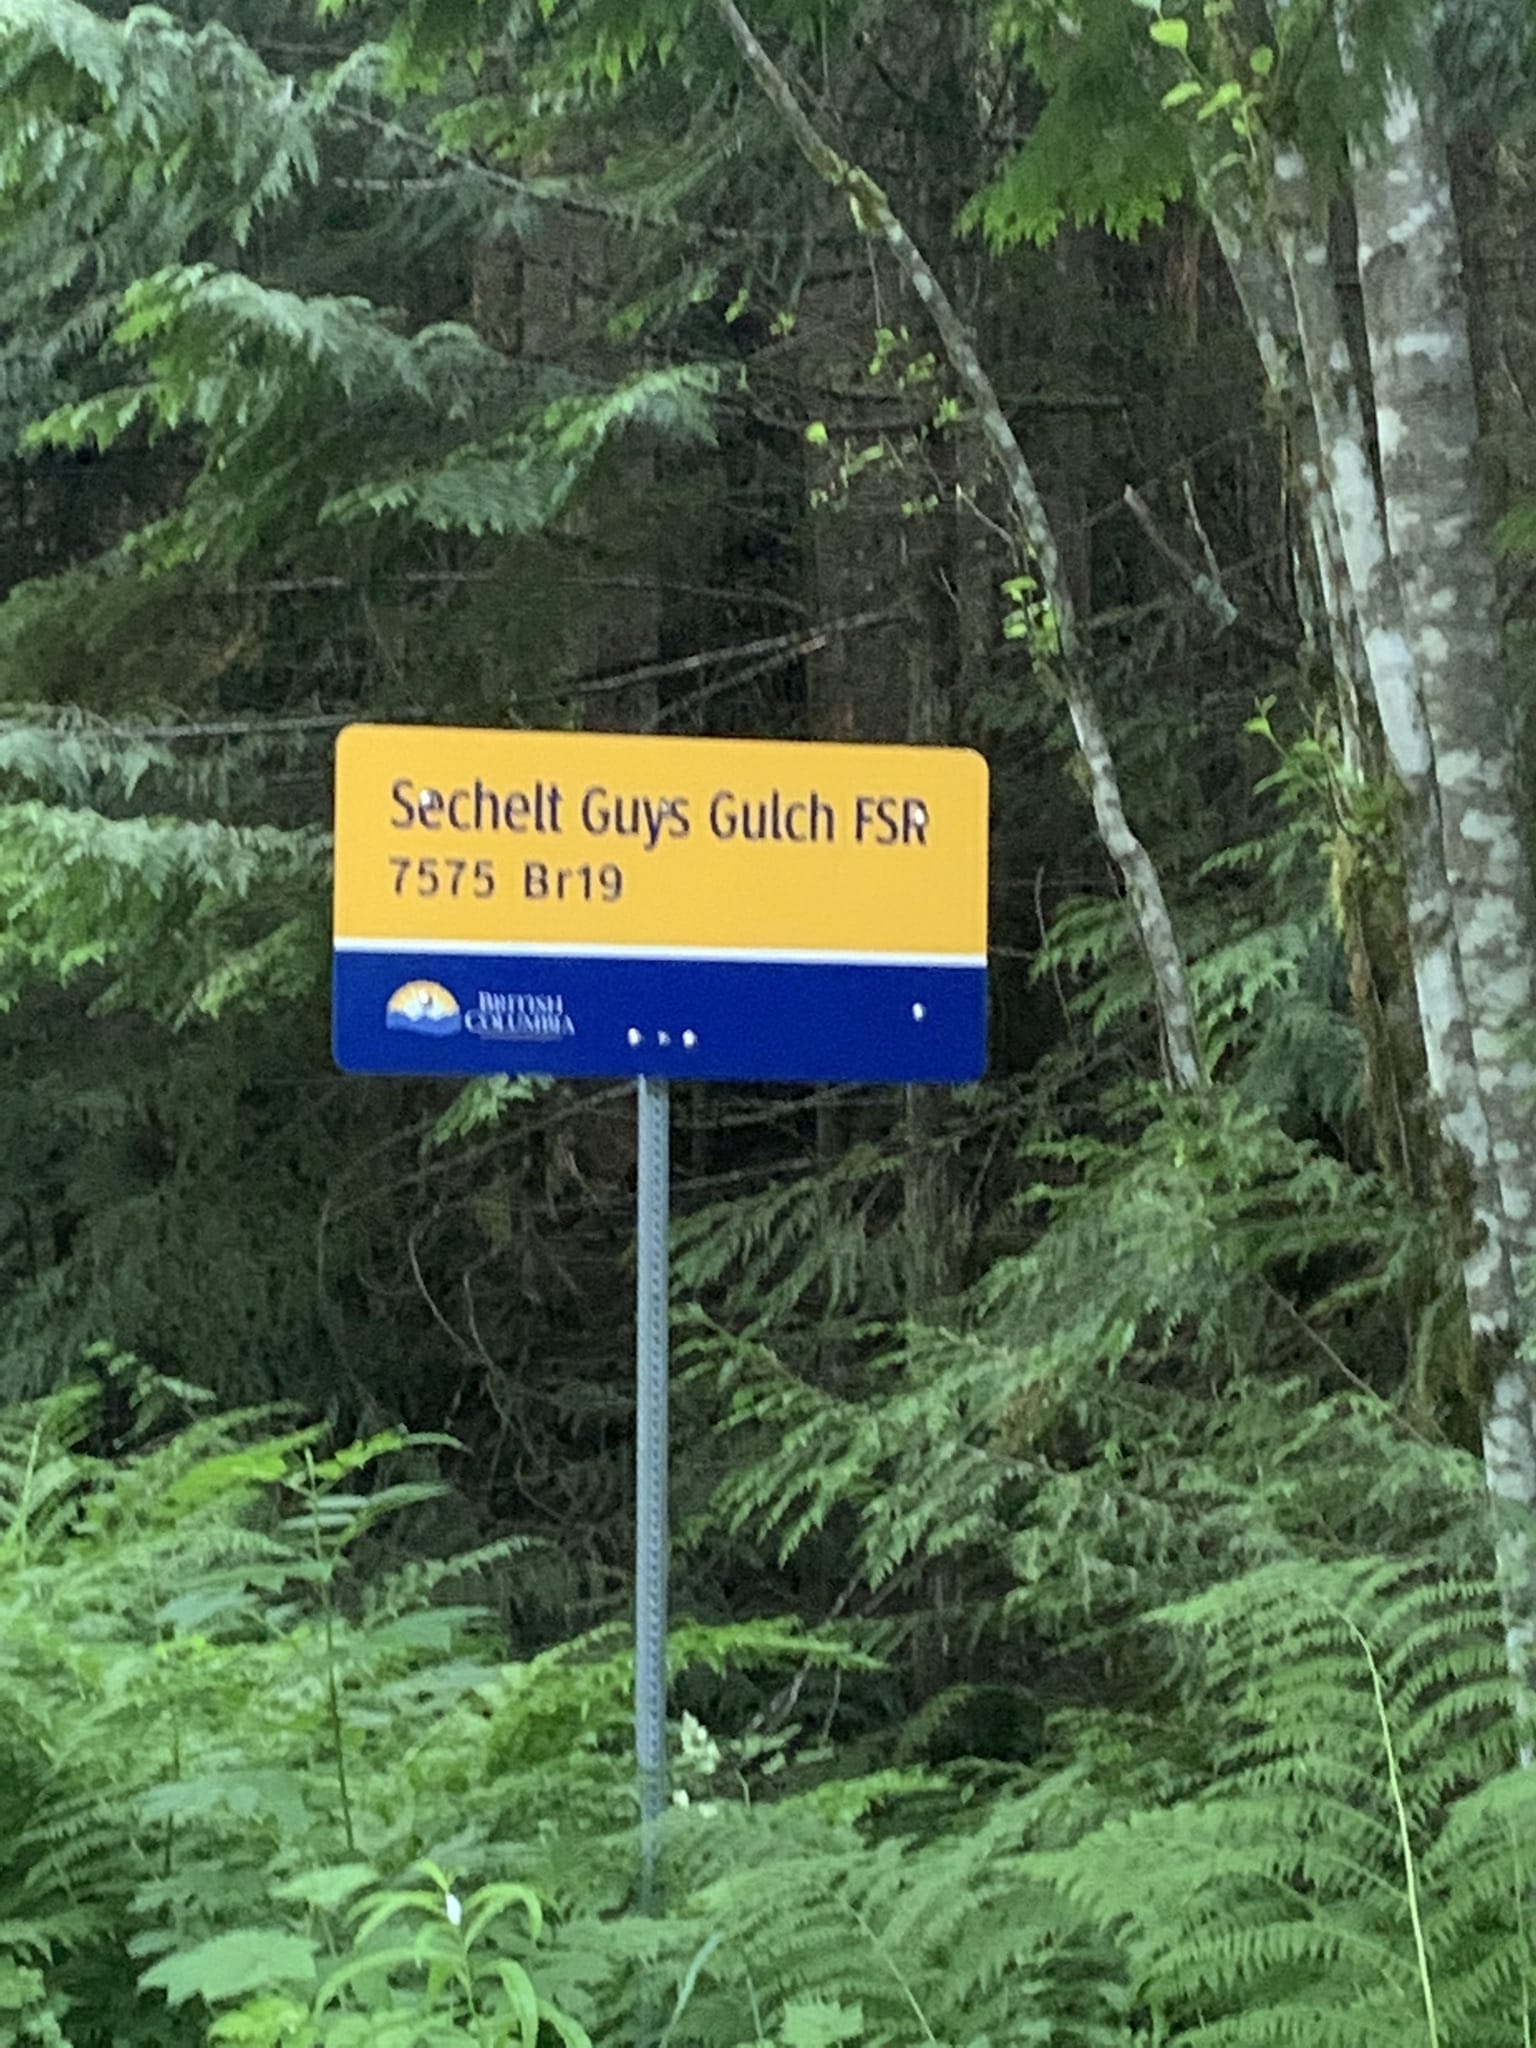 Sechelt Guys Gulch FSR
7575 Br19
BRITISH
COLUMBIA